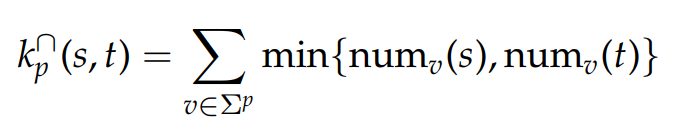 k_p^∩(s, t) = ∑_{v∈Σ^p} min{num_v(s), num_v(t)}